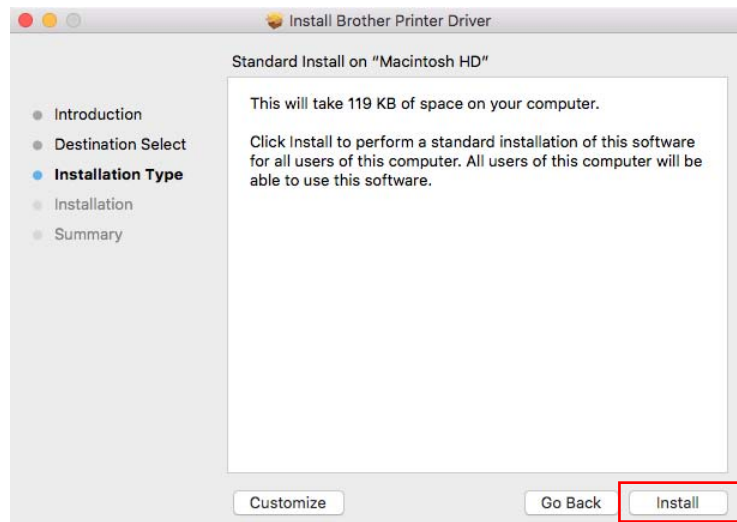 Install Brother Printer Driver
Standard Install on "Macintosh HD"
Introduction
Destination Select
Installation Type
Installation
Summary
This will take 119 KB of space on your computer.
Click Install to perform a standard installation of this software
for all users of this computer. All users of this computer will be
able to use this software.
Customize
Go Back
Install